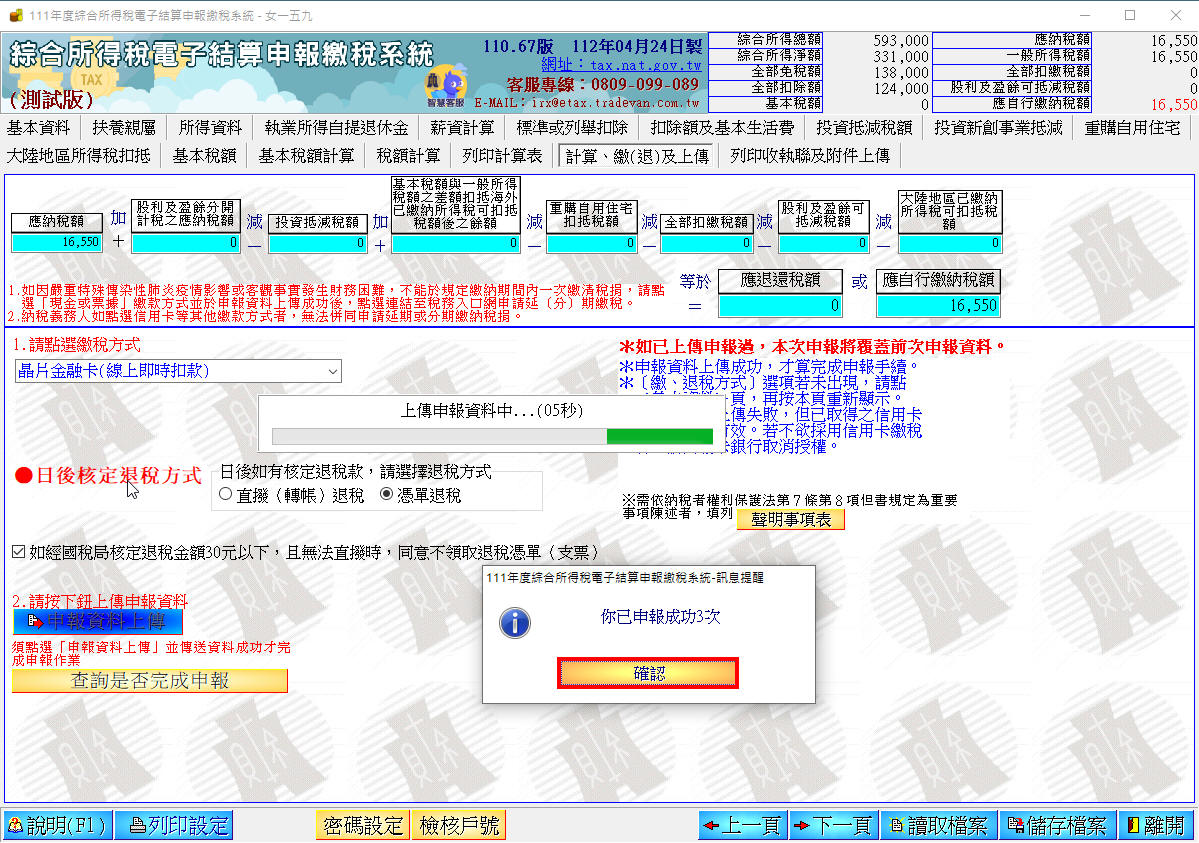 111年度綜合所得稅電子結算申報繳稅系統 - 女一五九
綜合所得稅電子結算申報繳稅系統
TAX
(測試版)
智慧客服
110.67版 112年04月24日製
網址：tax.nat.gov.tw
客服專線：0809-099-089
E-MAIL：irx@etax.tradevan.com.tw
綜合所得總額 593,000 應納稅額 16,550
綜合所得淨額 331,000 一般所得稅額 16,550
全部免稅額 138,000 全部扣繳稅額 0
全部扣除額 124,000 股利及盈餘可抵減稅額 0
基本稅額 0 應自行繳納稅額 16,550
基本資料 扶養親屬 所得資料 執業所得自提退休金 薪資計算 標準或列舉扣除 扣除額及基本生活費 投資抵減稅額 投資新創事業抵減 重購自用住宅
大陸地區所得稅扣抵 基本稅額 基本稅額計算 稅額計算 列印計算表 計算、繳(退)及上傳 列印收執聯及附件上傳
應納稅額
16,550
加
＋
股利及盈餘分開
計稅之應納稅額
0
減
－
投資抵減稅額
0
加
＋
基本稅額與一般所得
稅額之差額扣抵海外
已繳納所得稅可扣抵
稅額後之餘額
0
減
－
重購自用住宅
扣抵稅額
0
減
－
全部扣繳稅額
0
減
－
股利及盈餘可
抵減稅額
0
減
－
大陸地區已繳納
所得稅可扣抵稅
額
0
等於
＝
應退還稅額
0
或
應自行繳納稅額
16,550
1.如因嚴重特殊傳染性肺炎疫情影響或客觀事實發生財務困難，不能於規定繳納期間內一次繳清稅捐，請點
選「現金或票據」繳款方式並於申報資料上傳成功後，點選連結至稅務入口網申請延（分）期繳稅。
2.納稅義務人如點選信用卡等其他繳款方式者，無法併同申請延期或分期繳納稅捐。
1.請點選繳稅方式
晶片金融卡(線上即時扣款)
＊如已上傳申報過，本次申報將覆蓋前次申報資料。
＊申報資料上傳成功，才算完成申報手續。
＊〔繳、退稅方式〕選項若未出現，請點
頁，再按本頁重新顯示。
傳失敗，但已取得之信用卡
效。若不欲採用信用卡繳稅
銀行取消授權。
上傳申報資料中...(05秒)
●日後核定退稅方式
日後如有核定退稅款，請選擇退稅方式
直撥（轉帳）退稅 憑單退稅
※需依納稅者權利保護法第７條第８項但書規定為重要
事項陳述者，填列 聲明事項表
如經國稅局核定退稅金額30元以下，且無法直撥時，同意不領取退稅憑單（支票）
2.請按下鈕上傳申報資料
申報資料上傳
須點選「申報資料上傳」並傳送資料成功才完
成申報作業
查詢是否完成申報
111年度綜合所得稅電子結算申報繳稅系統-訊息提醒
你已申報成功3次
確認
說明(F1) 列印設定 密碼設定 檢核戶號 上一頁 下一頁 讀取檔案 儲存檔案 離開